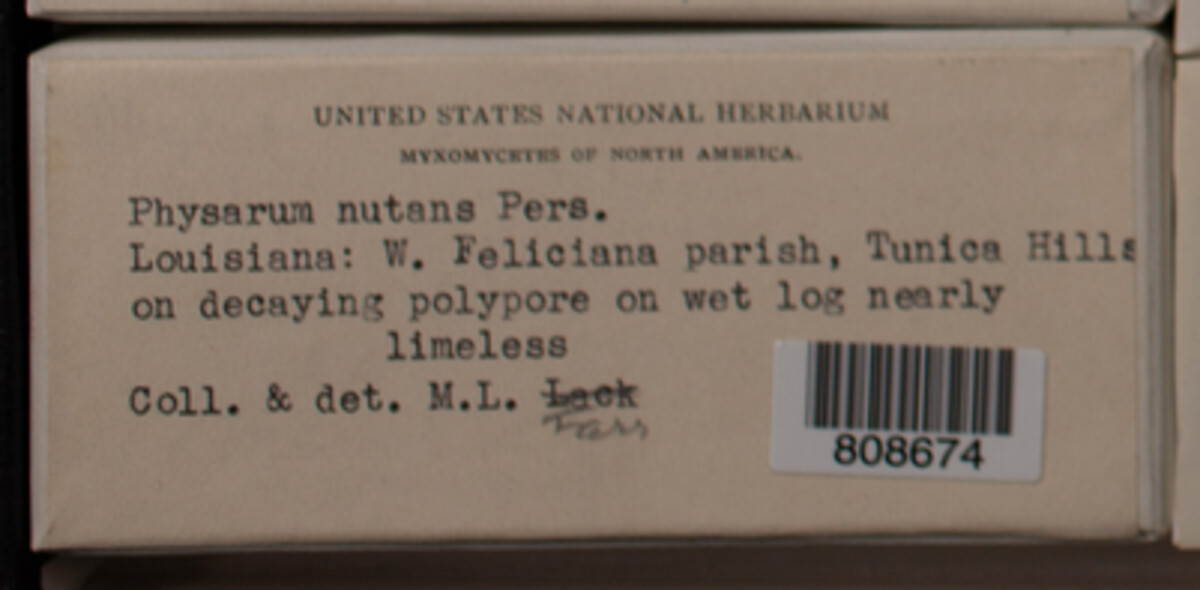 UNITED STATES NATIONAL HERBARIUM
MYXOMYCETES OF NORTH AMERICA.
Physarum nutans Pers.
Louisiana: W. Feliciana parish, Tunica Hills
on decaying polypore on wet log nearly
limeless
Coll. & det. M.L. Lack
808674